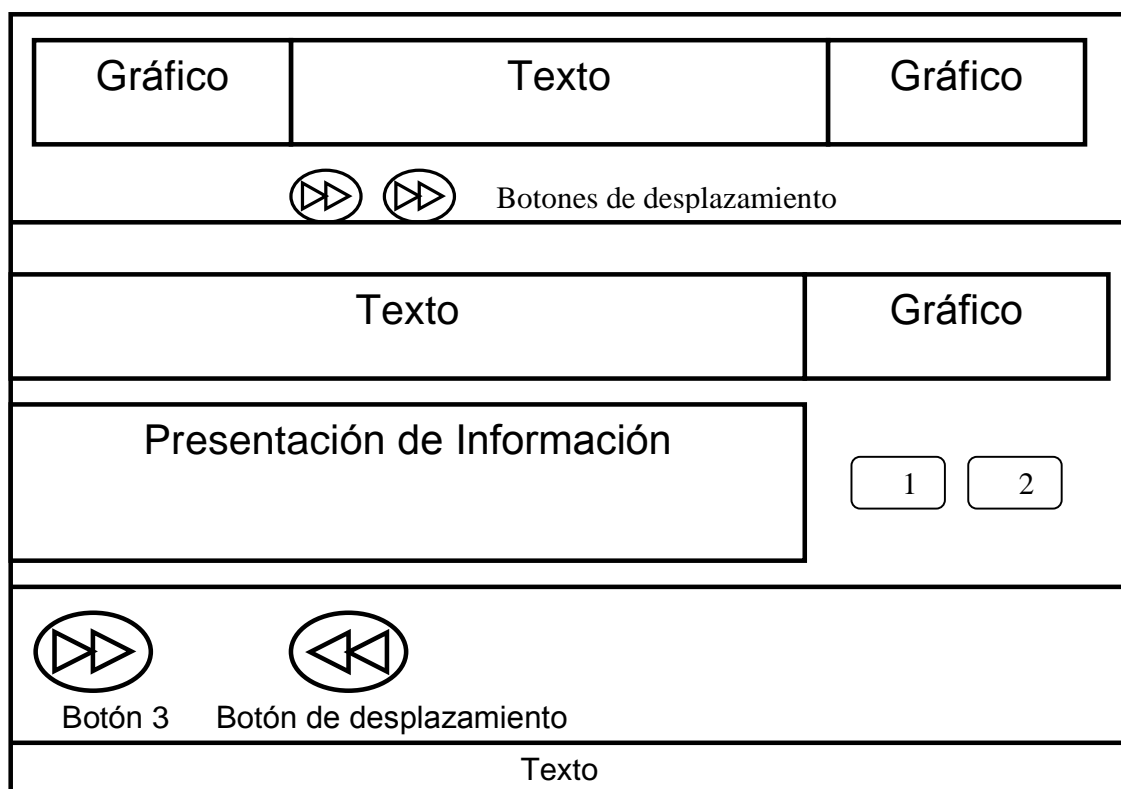 Gráfico Texto Gráfico
Botones de desplazamiento
Texto Gráfico
Presentación de Información
1 2
Botón 3 Botón de desplazamiento
Texto